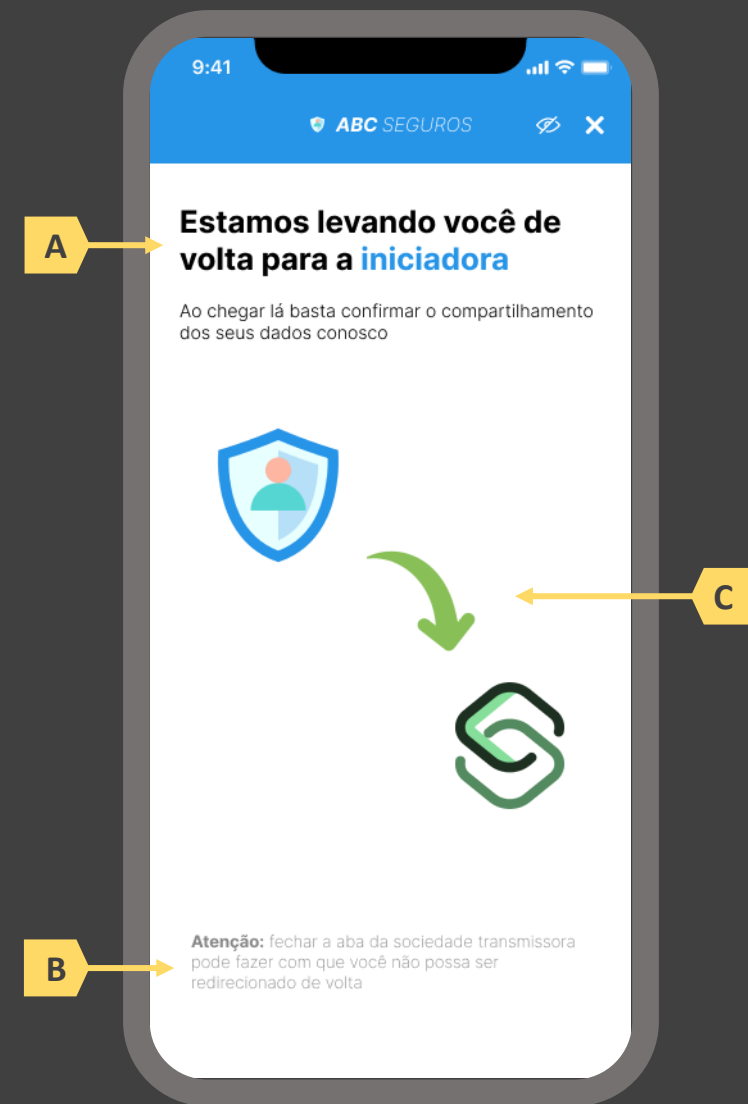 9:41
ABC SEGUROS
A
Estamos levando você de
volta para a iniciadora
Ao chegar lá basta confirmar o compartilhamento
dos seus dados conosco
C
B
Atenção: fechar a aba da sociedade transmissora
pode fazer com que você não possa ser
redirecionado de volta